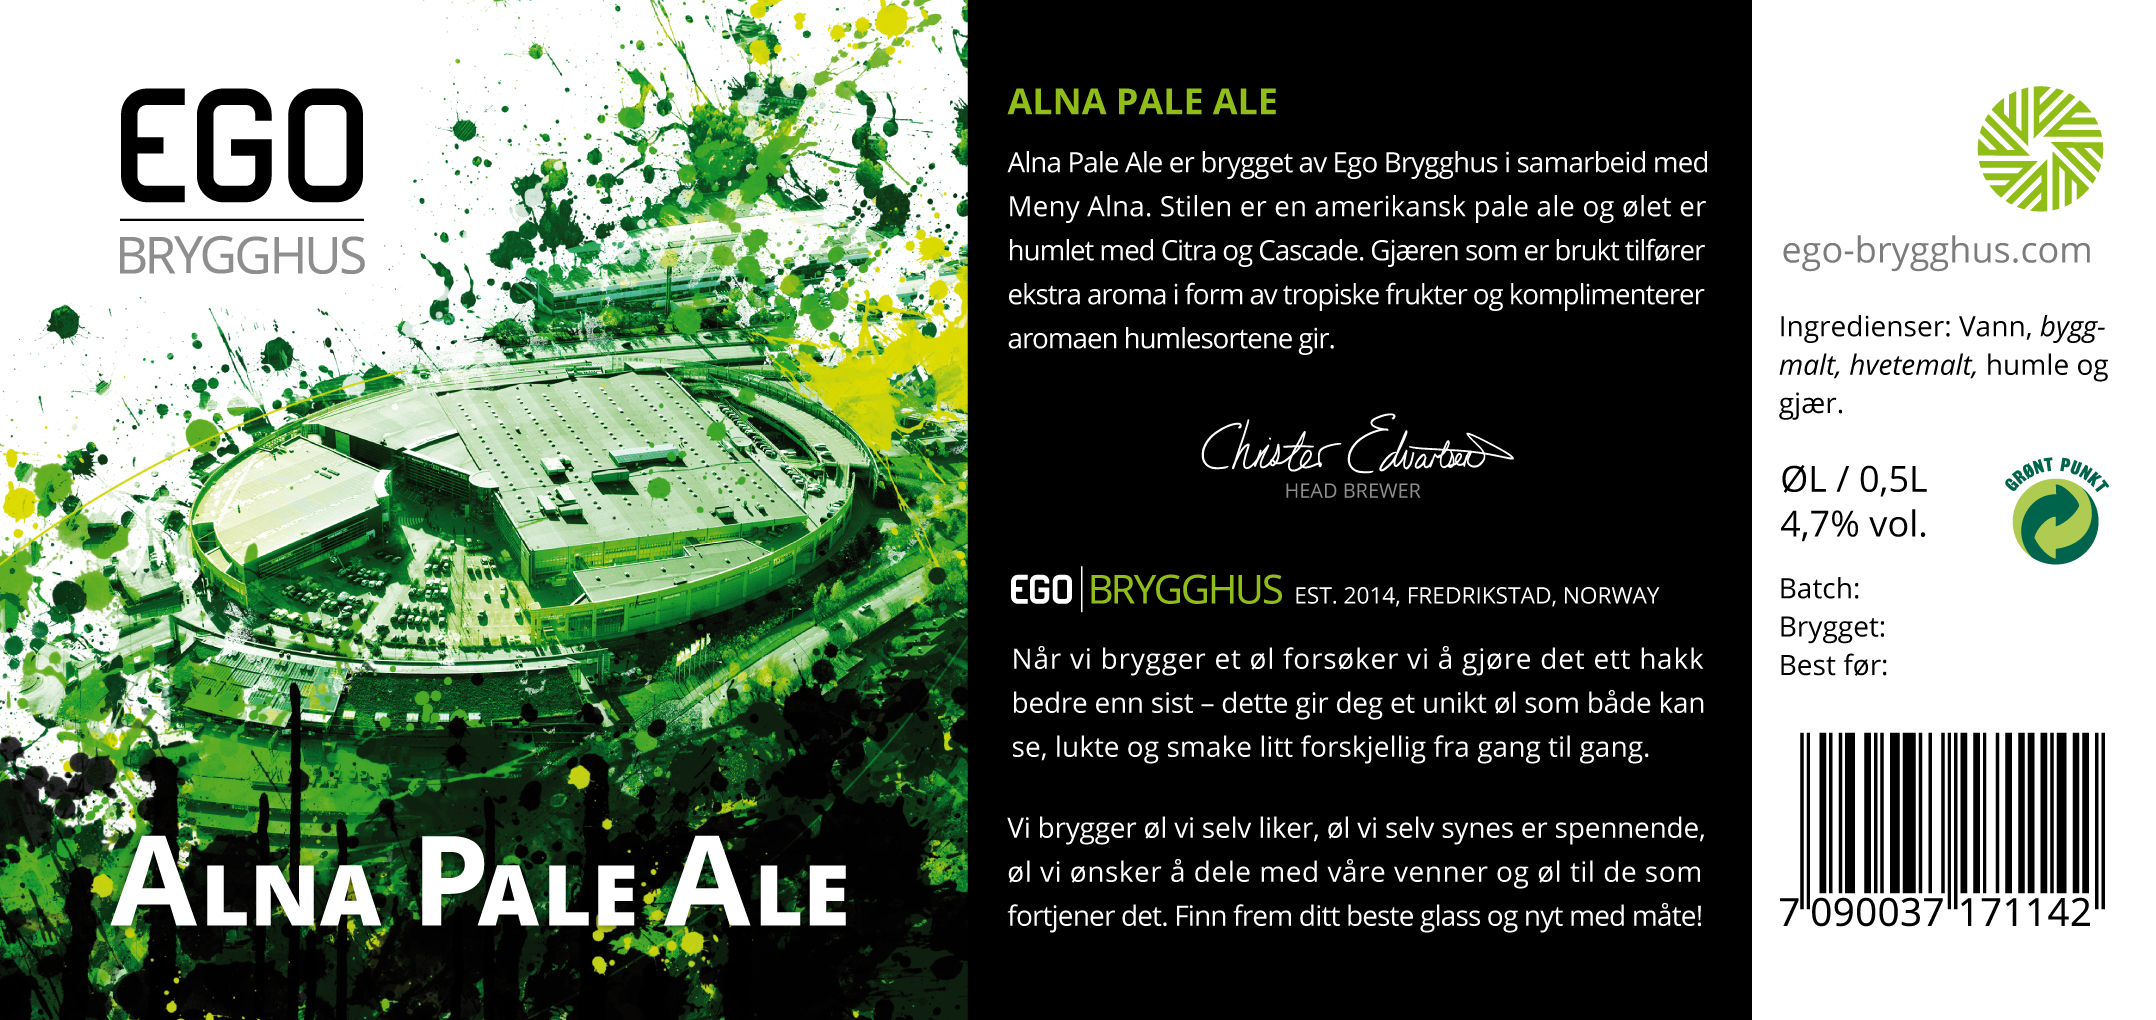 EGO
BRYGGHUS
ALNA PALE ALE
ALNA PALE ALE
Alna Pale Ale er brygget av Ego Brygghus i samarbeid med
Meny Alna. Stilen er en amerikansk pale ale og ølet er
humlet med Citra og Cascade. Gjæren som er brukt tilfører
ekstra aroma i form av tropiske frukter og komplimenterer
aromaen humlesortene gir.
Christer Edvartsen
HEAD BREWER
EGO BRYGGHUS EST. 2014, FREDRIKSTAD, NORWAY
Når vi brygger et øl forsøker vi å gjøre det ett hakk
bedre enn sist – dette gir deg et unikt øl som både kan
se, lukte og smake litt forskjellig fra gang til gang.
Vi brygger øl vi selv liker, øl vi selv synes er spennende,
øl vi ønsker å dele med våre venner og øl til de som
fortjener det. Finn frem ditt beste glass og nyt med måte!
ego-brygghus.com
Ingredienser: Vann, bygg-
malt, hvetemalt, humle og
gjær.
ØL / 0,5L
4,7% vol.
GRØNT PUNKT
Batch:
Brygget:
Best før:
7 090037 171142